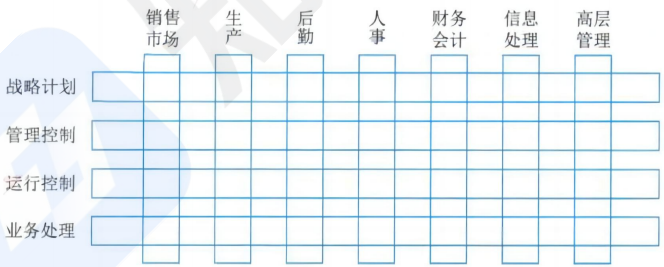 销售 生 后 人 财务 信息 高层
市场 产 勤 事 会计 处理 管理
战略计划
管理控制
运行控制
业务处理